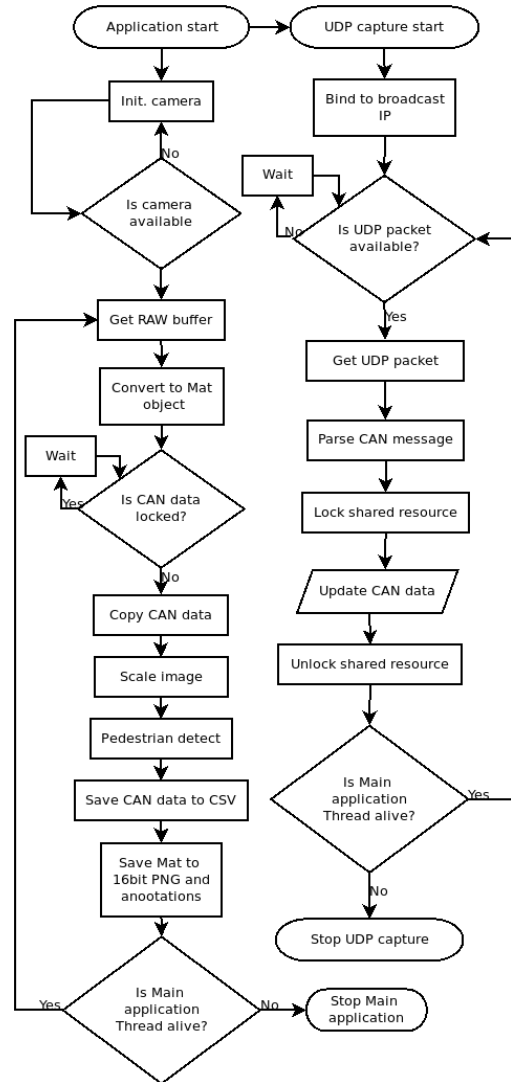 Application start
UDP capture start
Init. camera
Bind to broadcast
IP
No
Wait
Is camera
available
Is UDP packet
available?
No
Yes
Get RAW buffer
Get UDP packet
Convert to Mat
object
Parse CAN message
Wait
Is CAN data
locked?
Yes
No
Lock shared resource
Update CAN data
Copy CAN data
Unlock shared resource
Scale image
Pedestrian detect
Is Main
application
Thread alive?
Yes
No
Save CAN data to CSV
Save Mat to
16bit PNG and
anootations
Stop UDP capture
Is Main
application
Thread alive?
Yes
No
Stop Main
application